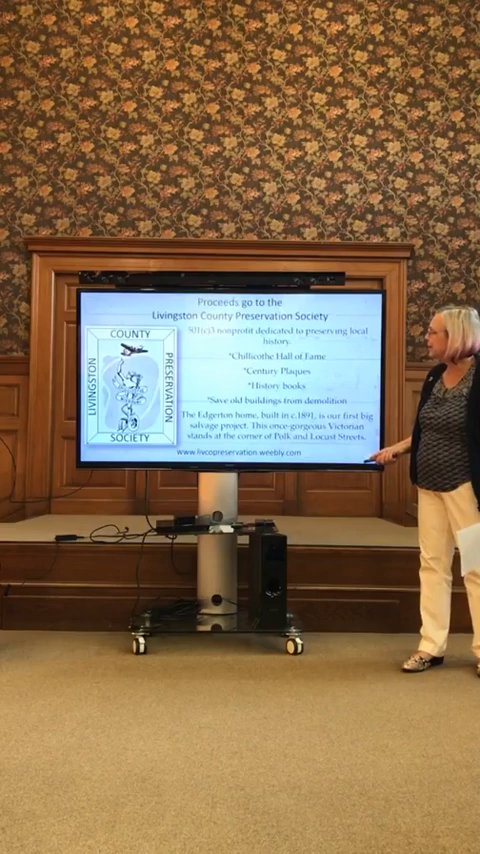 Proceeds go to the
Livingston County Preservation Society
COUNTY
LIVINGSTON
PRESERVATION
SOCIETY
501(c)3 nonprofit dedicated to preserving local
history.
*Chillicothe Hall of Fame
*Century Plaques
*History books
*Save old buildings from demolition
The Edgerton home, built in c.1891, is our first big
salvage project. This once-gorgeous Victorian
stands at the corner of Polk and Locust Streets.
www.livcopreservation.weebly.com